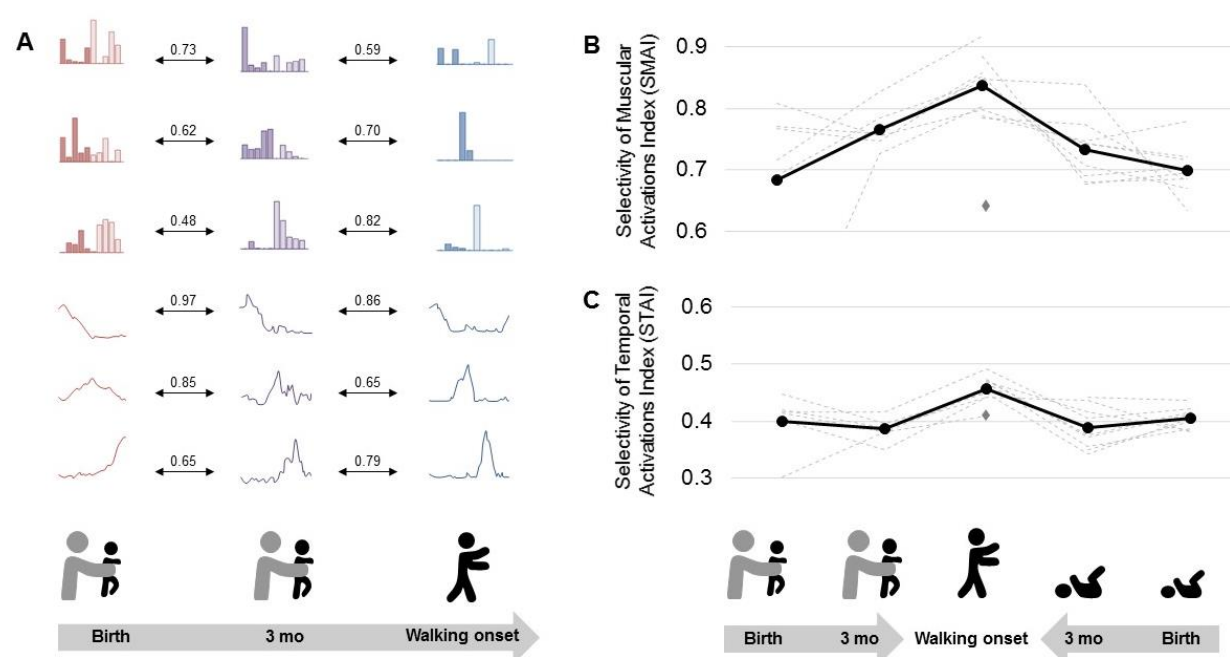 A
0.73
0.59
0.62
0.70
0.48
0.82
0.97
0.86
0.85
0.65
0.65
0.79
Birth
3 mo
Walking onset
B
Selectivity of Muscular
Activations Index (SMAI)
0.9
0.8
0.7
0.6
C
Selectivity of Temporal
Activations Index (STAI)
0.6
0.5
0.4
0.3
Birth
3 mo
Walking onset
3 mo
Birth